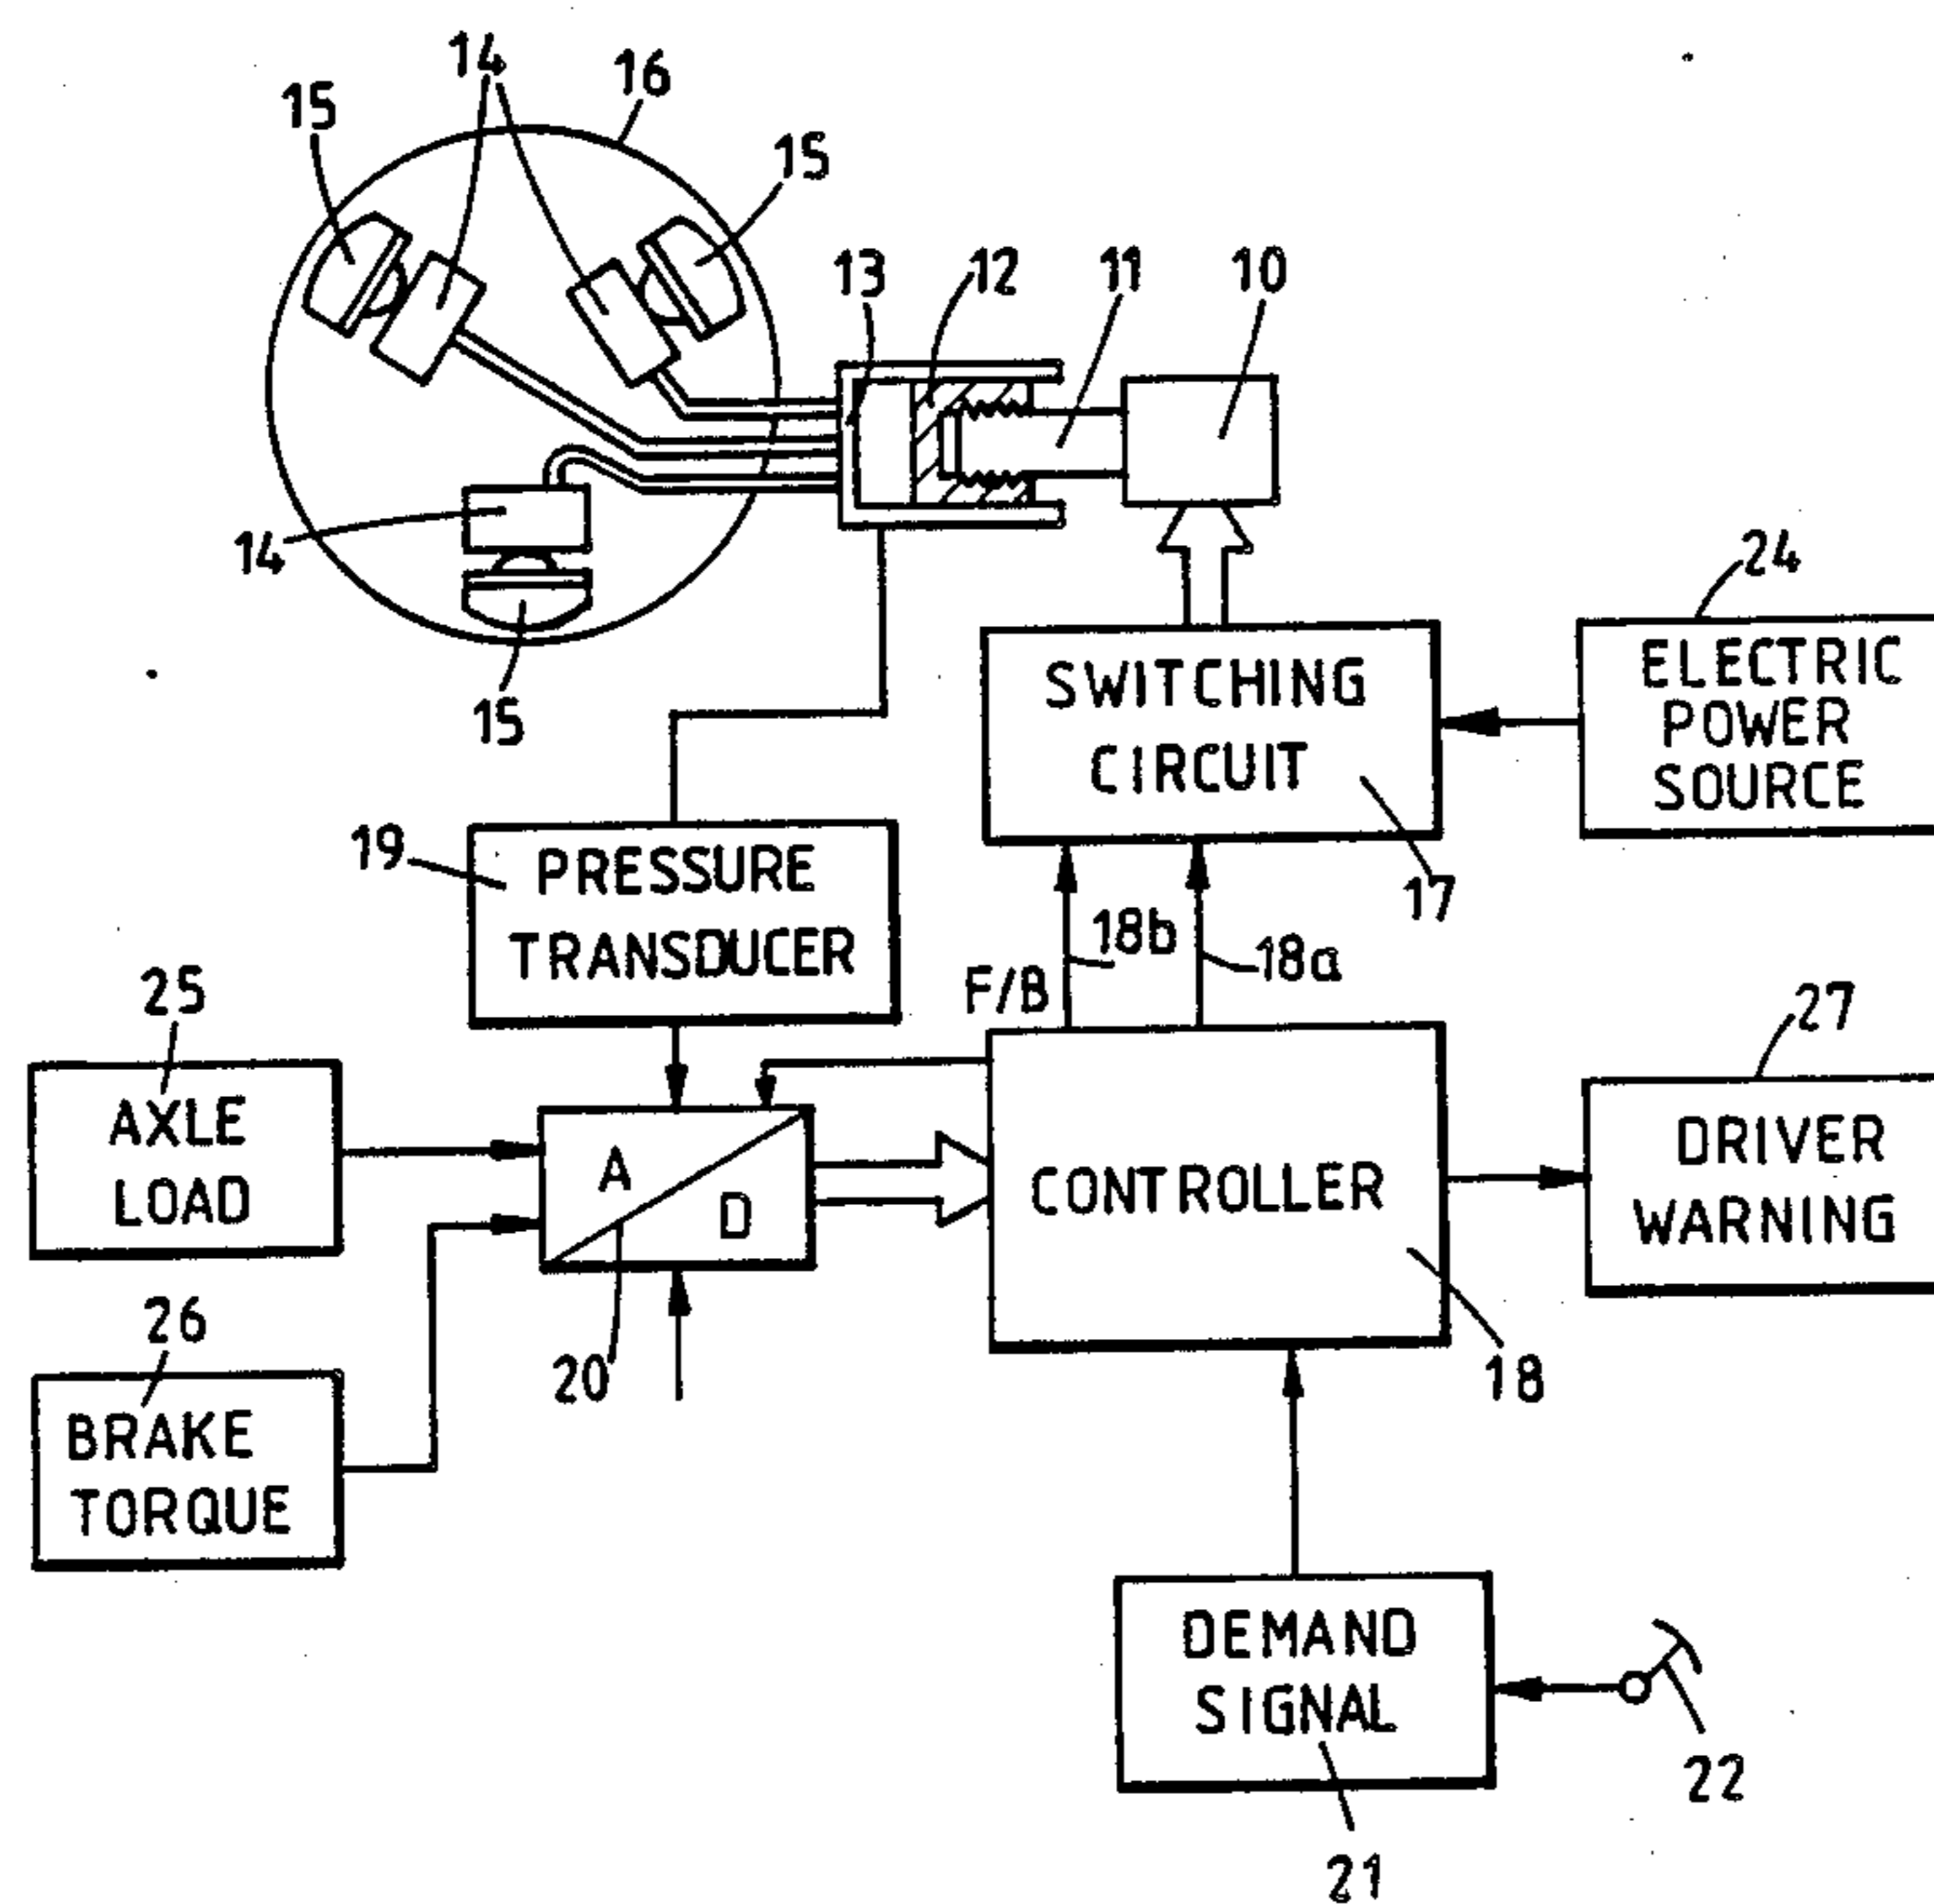 14
16
15
15
13
12
11
10
14
15
24
ELECTRIC
POWER
SOURCE
SWITCHING
CIRCUIT
17
19
PRESSURE
TRANSDUCER
18b
18a
F/B
25
AXLE
LOAD
27
DRIVER
WARNING
A
D
CONTROLLER
20
18
26
BRAKE
TORQUE
DEMAND
SIGNAL
22
21